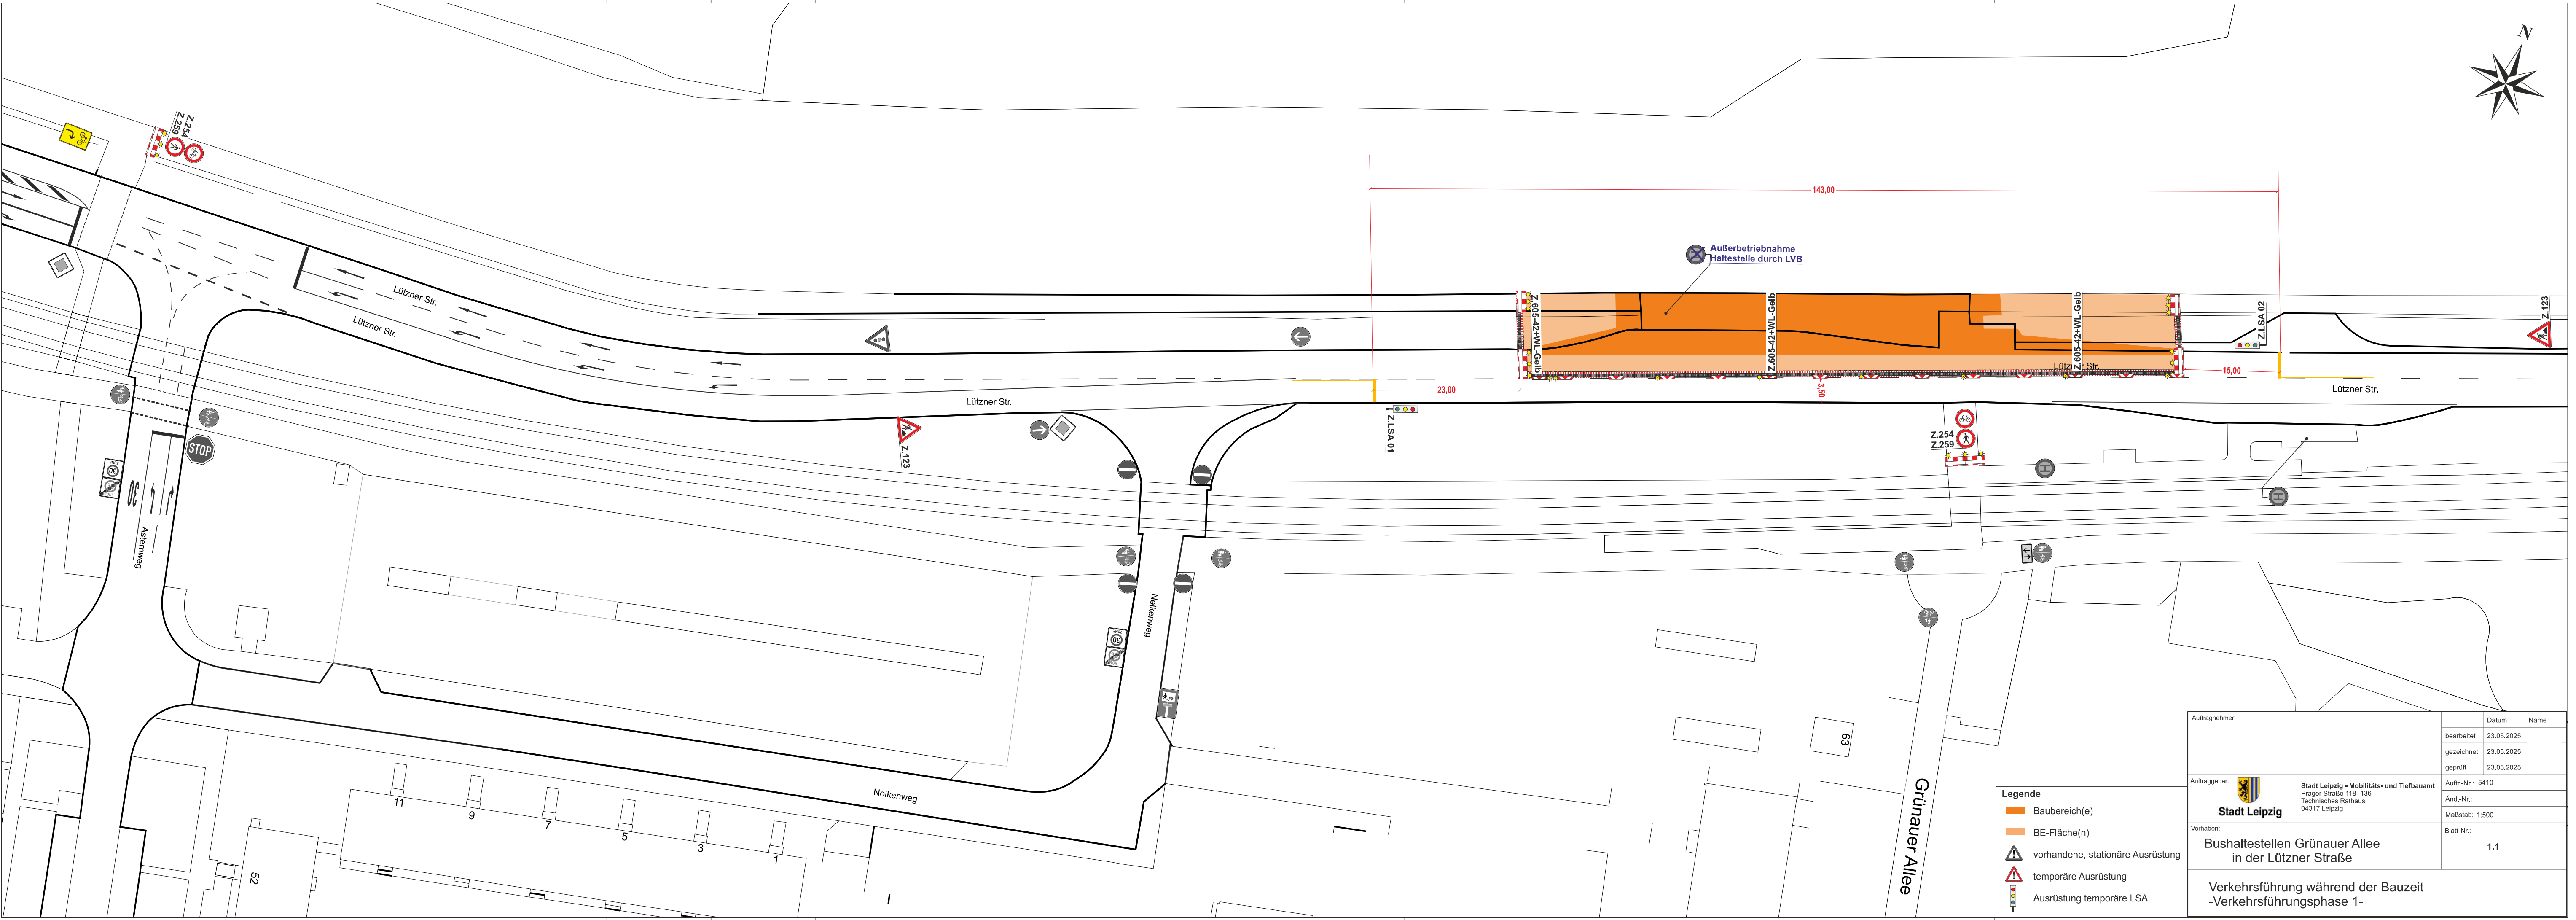 N
Z.254
Z.259
143,00
Außerbetriebnahme
Haltestelle durch LVB
Lützner Str.
Lützner Str.
Z.605-42+WL-Gelb
Z.605-42+WL-Gelb
Z.605-42+WL-Gelb
Z.LSA 02
Z.123
Lützner Str.
23,00
3,50
15,00
Lützner Str.
Lützner Str.
Z.LSA 01
Z.123
Z.254
Z.259
STOP
30
H
H
Asternweg
Nelkenweg
30
63
Nelkenweg
11
9
7
5
3
1
52
Grünauer Allee
Legende
Baubereich(e)
BE-Fläche(n)
vorhandene, stationäre Ausrüstung
temporäre Ausrüstung
Ausrüstung temporäre LSA
Auftragnehmer:
Datum
Name
bearbeitet
23.05.2025
gezeichnet
23.05.2025
geprüft
23.05.2025
Auftraggeber:
Stadt Leipzig
Stadt Leipzig - Mobilitäts- und Tiefbauamt
Prager Straße 118 -136
Technisches Rathaus
04317 Leipzig
Auftr.-Nr.: 5410
Änd.-Nr.:
Maßstab: 1:500
Vorhaben:
Bushaltestellen Grünauer Allee
in der Lützner Straße
Blatt-Nr.:
1.1
Verkehrsführung während der Bauzeit
-Verkehrsführungsphase 1-